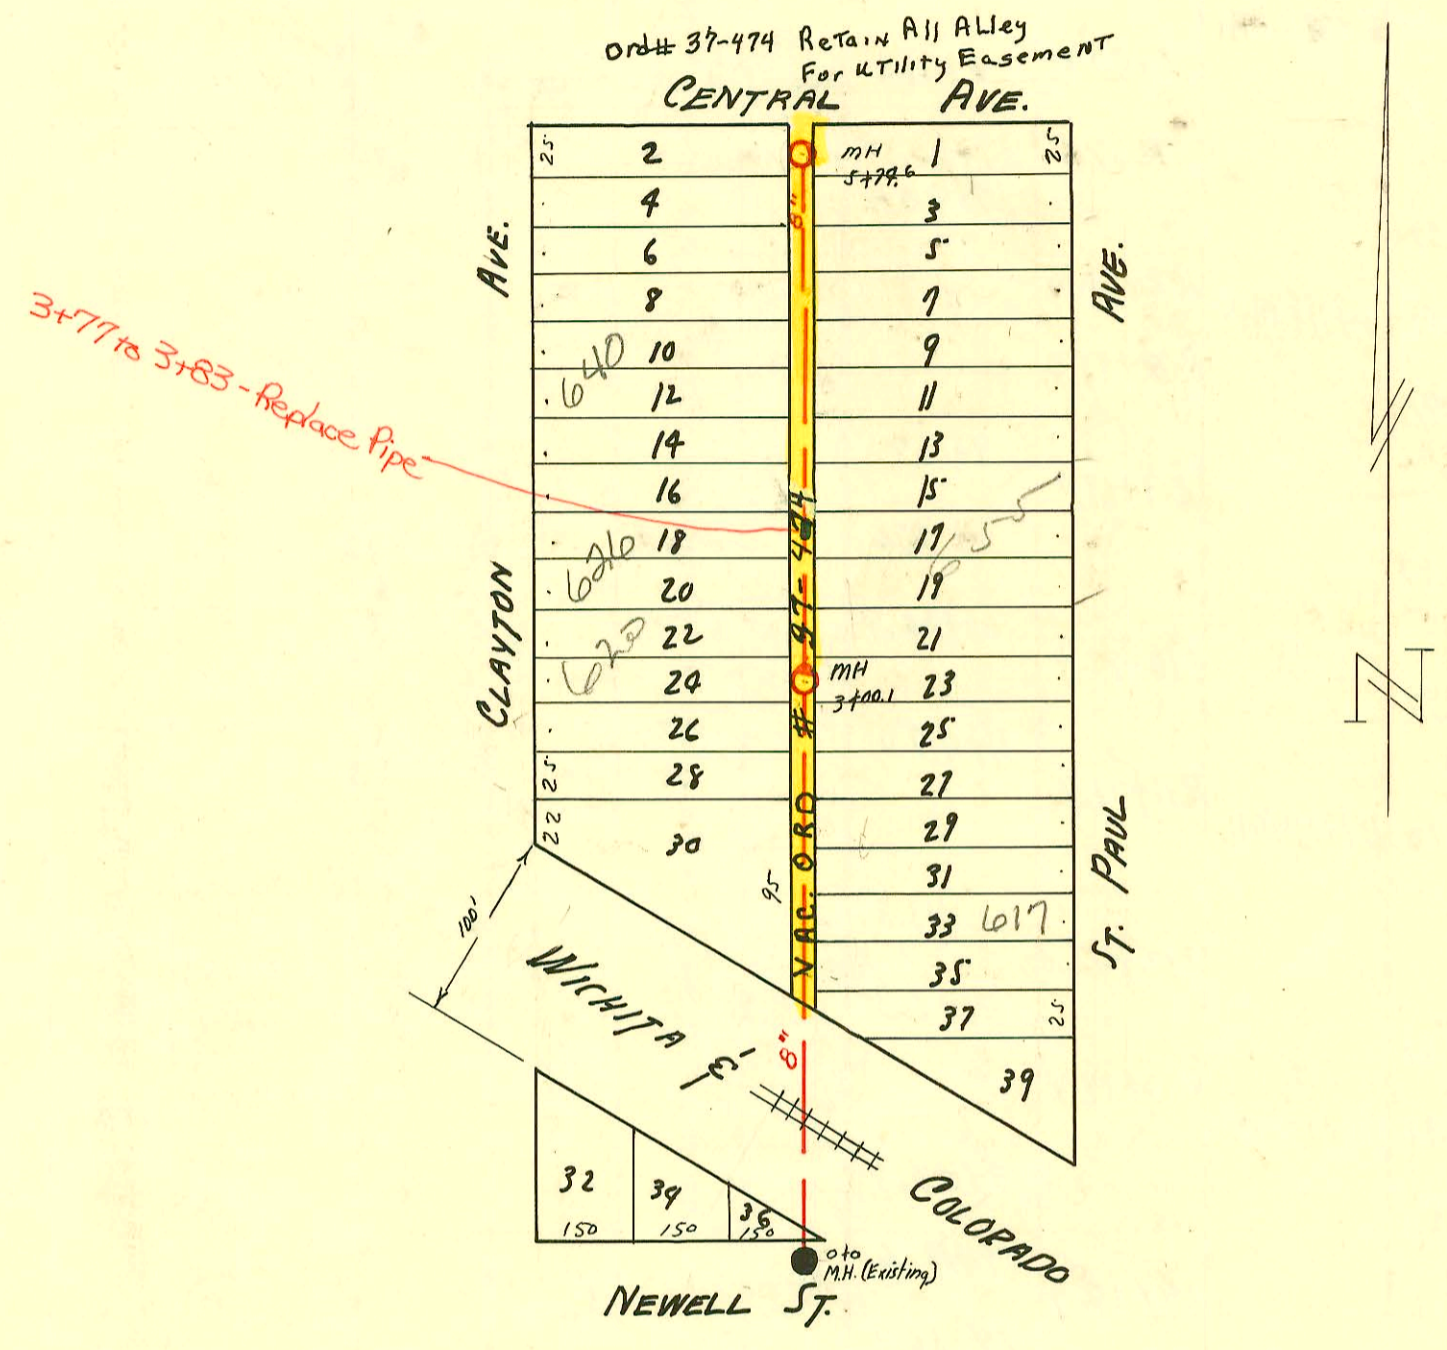 Ord# 37-474 Retain All Alley
For Utility Easement
CENTRAL AVE.
25 2 MH 1 25
5+79.6
4 8" 3
6 5
8 7
10 9
640
12 11
14 13
16 15
3+77 to 3+83 - Replace Pipe
18 17
626 655
20 19
22 21
620
24 MH 23
3+00.1
26 25
25 28 27
22 30 29
31
95
33 617
35
37 25
39
CLAYTON AVE.
ST. PAUL AVE.
VAC. ORD # 97-474
100'
WICHITA & COLORADO
8"
32 34 36
150 150 150
0+0
M.H. (Existing)
NEWELL ST.
N